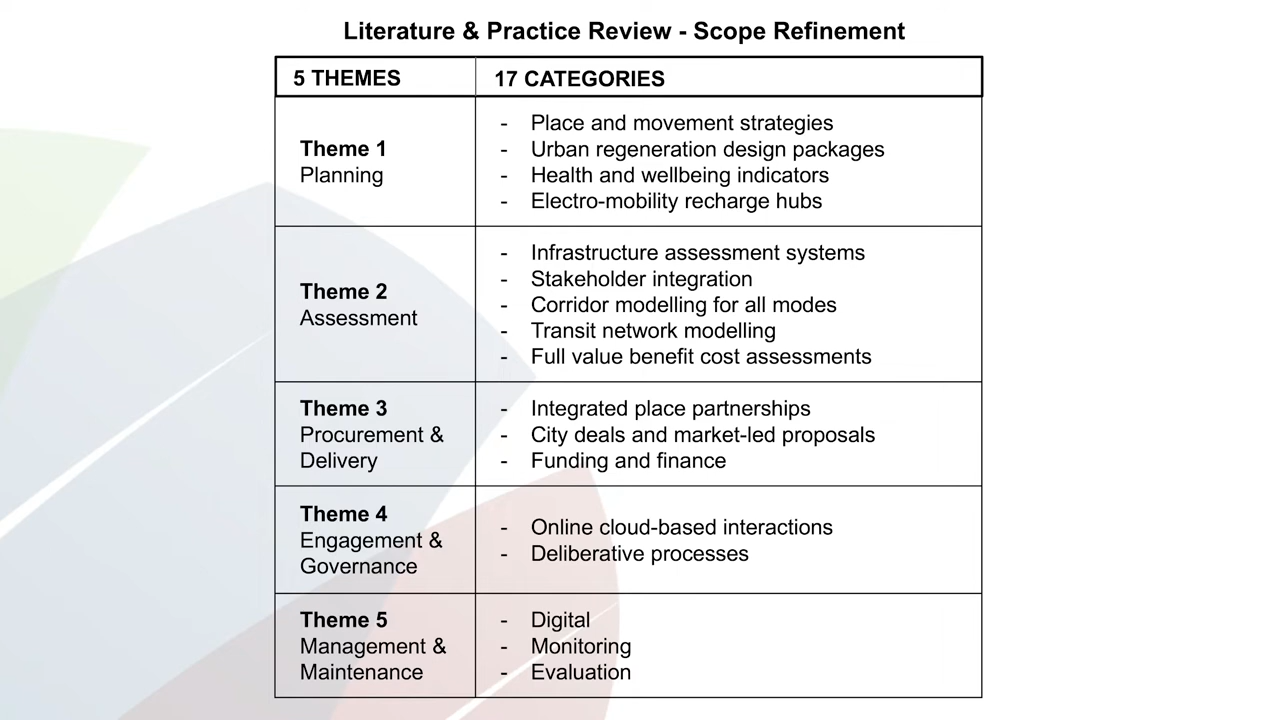 Literature & Practice Review - Scope Refinement
5 THEMES
17 CATEGORIES
Theme 1
Planning
- Place and movement strategies
- Urban regeneration design packages
- Health and wellbeing indicators
- Electro-mobility recharge hubs
Theme 2
Assessment
- Infrastructure assessment systems
- Stakeholder integration
- Corridor modelling for all modes
- Transit network modelling
- Full value benefit cost assessments
Theme 3
Procurement &
Delivery
- Integrated place partnerships
- City deals and market-led proposals
- Funding and finance
Theme 4
Engagement &
Governance
- Online cloud-based interactions
- Deliberative processes
Theme 5
Management &
Maintenance
- Digital
- Monitoring
- Evaluation